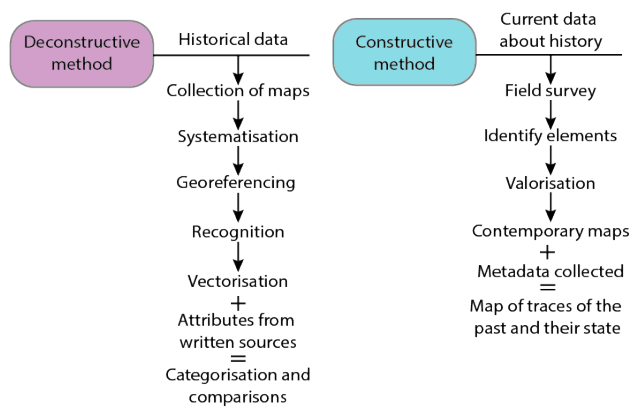 Deconstructive
method
Historical data
Collection of maps
Systematisation
Georeferencing
Recognition
Vectorisation
+
Attributes from
written sources
=
Categorisation and
comparisons
Constructive
method
Current data
about history
Field survey
Identify elements
Valorisation
Contemporary maps
+
Metadata collected
=
Map of traces of the
past and their state